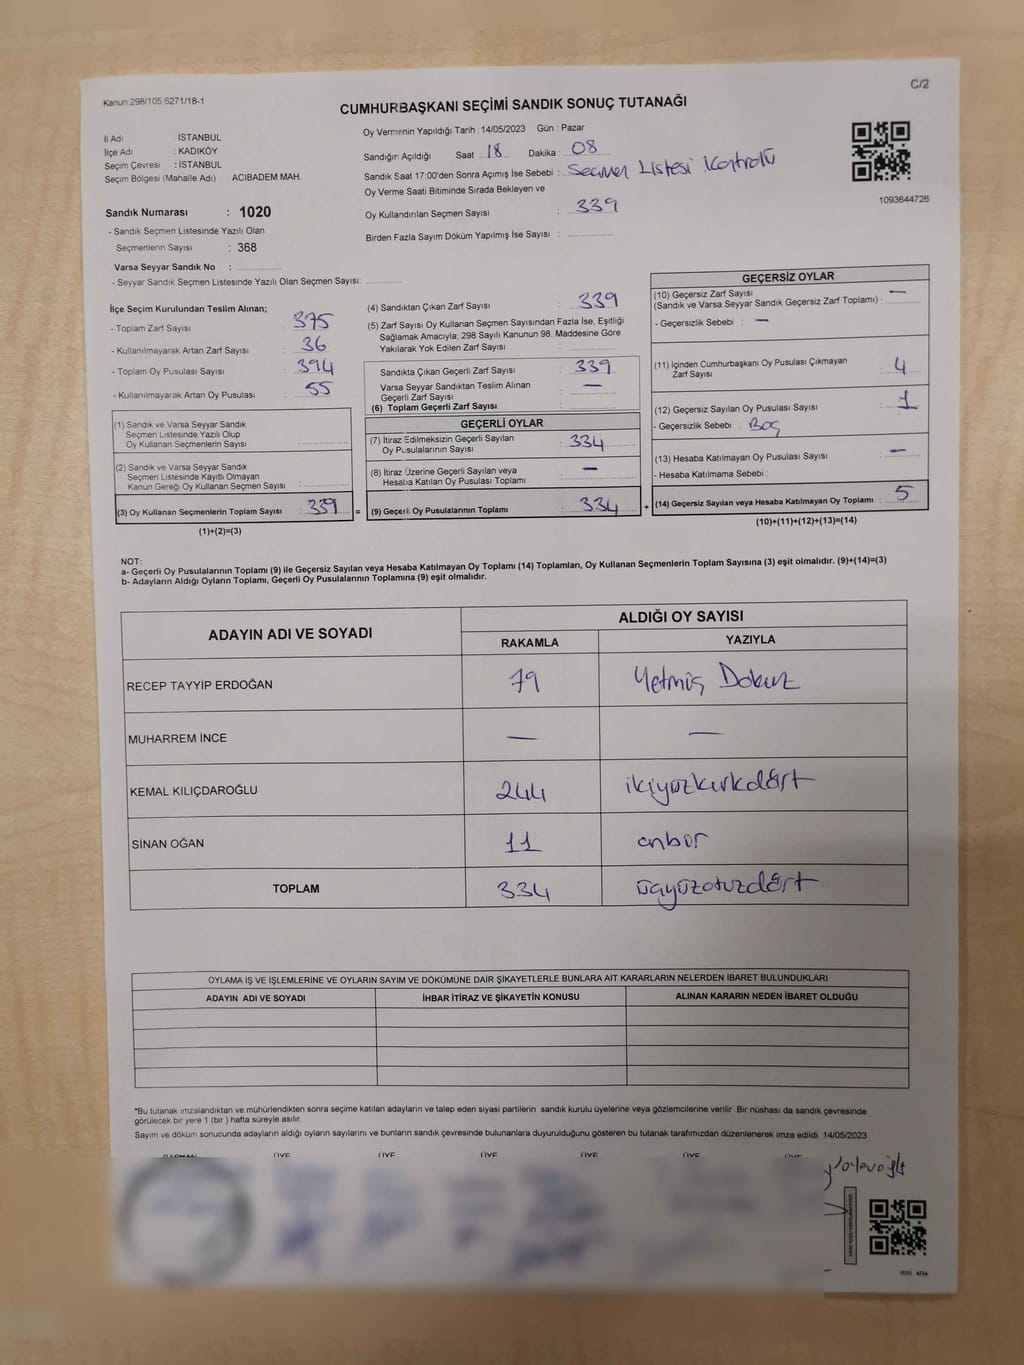 Kanun:298/105:6271/18-1
C/2
CUMHURBAŞKANI SEÇİMİ SANDIK SONUÇ TUTANAĞI
İl Adı : İSTANBUL
İlçe Adı : KADIKÖY
Seçim Çevresi : İSTANBUL
Seçim Bölgesi (Mahalle Adı) : ACIBADEM MAH.
Sandık Numarası : 1020
- Sandık Seçmen Listesinde Yazılı Olan
Seçmenlerin Sayısı : 368
Varsa Seyyar Sandık No :
- Seyyar Sandık Seçmen Listesinde Yazılı Olan Seçmen Sayısı:
Oy Vermenin Yapıldığı Tarih : 14/05/2023 Gün : Pazar
Sandığın Açıldığı Saat : 18 Dakika : 08
Sandık Saat 17:00'den Sonra Açımış İse Sebebi : Seçmen Listesi Kontrolü
Oy Verme Saati Bitiminde Sırada Bekleyen ve
Oy Kullandırılan Seçmen Sayısı : 339
Birden Fazla Sayım Döküm Yapılmış İse Sayısı :
1093644726
İlçe Seçim Kurulundan Teslim Alınan;
- Toplam Zarf Sayısı : 375
- Kullanılmayarak Artan Zarf Sayısı : 36
- Toplam Oy Pusulası Sayısı : 394
- Kullanılmayarak Artan Oy Pusulası : 55
(1) Sandık ve Varsa Seyyar Sandık
Seçmen Listesinde Yazılı Olup
Oy Kullanan Seçmenlerin Sayısı :
(2) Sandık ve Varsa Seyyar Sandık
Seçmen Listesinde Kayıtlı Olmayan
Kanun Gereği Oy Kullanan Seçmen Sayısı :
(3) Oy Kullanan Seçmenlerin Toplam Sayısı : 339 =
(1)+(2)=(3)
(4) Sandıktan Çıkan Zarf Sayısı : 339
(5) Zarf Sayısı Oy Kullanan Seçmen Sayısından Fazla İse, Eşitliği
Sağlamak Amacıyla; 298 Sayılı Kanunun 98. Maddesine Göre
Yakılarak Yok Edilen Zarf Sayısı :
Sandıkta Çıkan Geçerli Zarf Sayısı : 339
Varsa Seyyar Sandıktan Teslim Alınan
Geçerli Zarf Sayısı : —
(6) Toplam Geçerli Zarf Sayısı :
GEÇERLİ OYLAR
(7) İtiraz Edilmeksizin Geçerli Sayılan
Oy Pusulalarının Sayısı : 334
(8) İtiraz Üzerine Geçerli Sayılan veya
Hesaba Katılan Oy Pusulası Toplamı : —
(9) Geçerli Oy Pusulalarının Toplamı : 334 +
GEÇERSİZ OYLAR
(10) Geçersiz Zarf Sayısı —
(Sandık ve Varsa Seyyar Sandık Geçersiz Zarf Toplamı) :
- Geçersizlik Sebebi : —
(11) İçinden Cumhurbaşkanı Oy Pusulası Çıkmayan
Zarf Sayısı : 4
(12) Geçersiz Sayılan Oy Pusulası Sayısı : 1
- Geçersizlik Sebebi : Boş
(13) Hesaba Katılmayan Oy Pusulası Sayısı : —
- Hesaba Katılmama Sebebi :
(14) Geçersiz Sayılan veya Hesaba Katılmayan Oy Toplamı : 5
(10)+(11)+(12)+(13)=(14)
NOT:
a- Geçerli Oy Pusulalarının Toplamı (9) ile Geçersiz Sayılan veya Hesaba Katılmayan Oy Toplamı (14) Toplamları, Oy Kullanan Seçmenlerin Toplam Sayısına (3) eşit olmalıdır. (9)+(14)=(3)
b- Adayların Aldığı Oyların Toplamı, Geçerli Oy Pusulalarının Toplamına (9) eşit olmalıdır.
ADAYIN ADI VE SOYADI ALDIĞI OY SAYISI
RAKAMLA YAZIYLA
RECEP TAYYİP ERDOĞAN 79 Yetmiş Dokuz
MUHARREM İNCE — —
KEMAL KILIÇDAROĞLU 244 ikiyüzkırkdört
SİNAN OĞAN 11 onbir
TOPLAM 334 üçyüzotuzdört
OYLAMA İŞ VE İŞLEMLERİNE VE OYLARIN SAYIM VE DÖKÜMÜNE DAİR ŞİKAYETLERLE BUNLARA AİT KARARLARIN NELERDEN İBARET BULUNDUKLARI
ADAYIN ADI VE SOYADI İHBAR İTİRAZ VE ŞİKAYETİN KONUSU ALINAN KARARIN NEDEN İBARET OLDUĞU
*Bu tutanak imzalandıktan ve mühürlendikten sonra seçime katılan adayların ve talep eden siyasi partilerin sandık kurulu üyelerine veya gözlemcilerine verilir. Bir nüshası da sandık çevresinde
görülecek bir yere 1 (bir) hafta süreyle asılır.
Sayım ve döküm sonucunda adayların aldığı oyların sayılarını ve bunların sandık çevresinde bulunanlara duyurulduğunu gösteren bu tutanak tarafımızdan düzenlenerek imza edildi. 14/05/2023
ÜYE ÜYE ÜYE ÜYE ÜYE